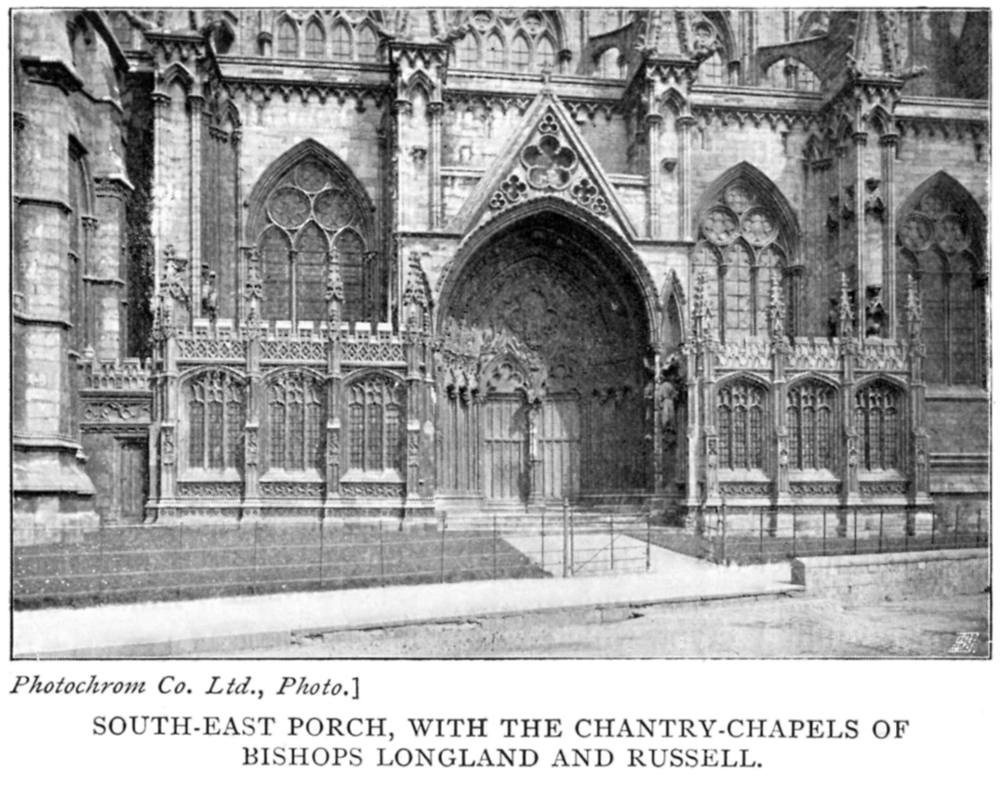 Photochrom Co. Ltd., Photo.]
SOUTH-EAST PORCH, WITH THE CHANTRY-CHAPELS OF
BISHOPS LONGLAND AND RUSSELL.